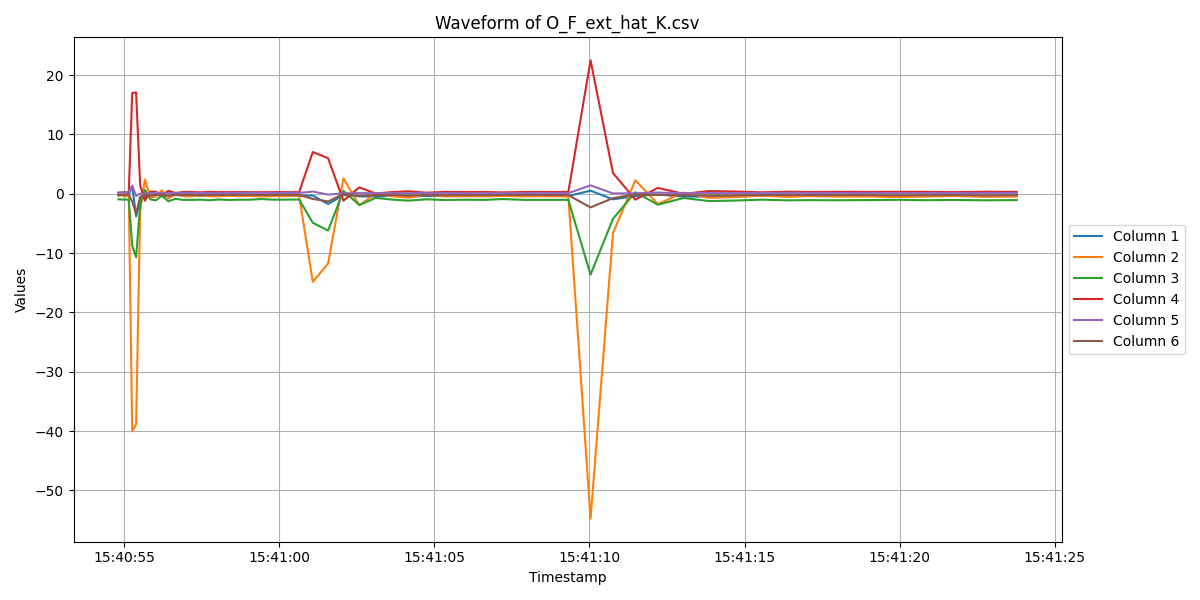 Waveform of O_F_ext_hat_K.csv
Values
20
10
0
−10
−20
−30
−40
−50
15:40:55 15:41:00 15:41:05 15:41:10 15:41:15 15:41:20 15:41:25
Timestamp
Column 1
Column 2
Column 3
Column 4
Column 5
Column 6